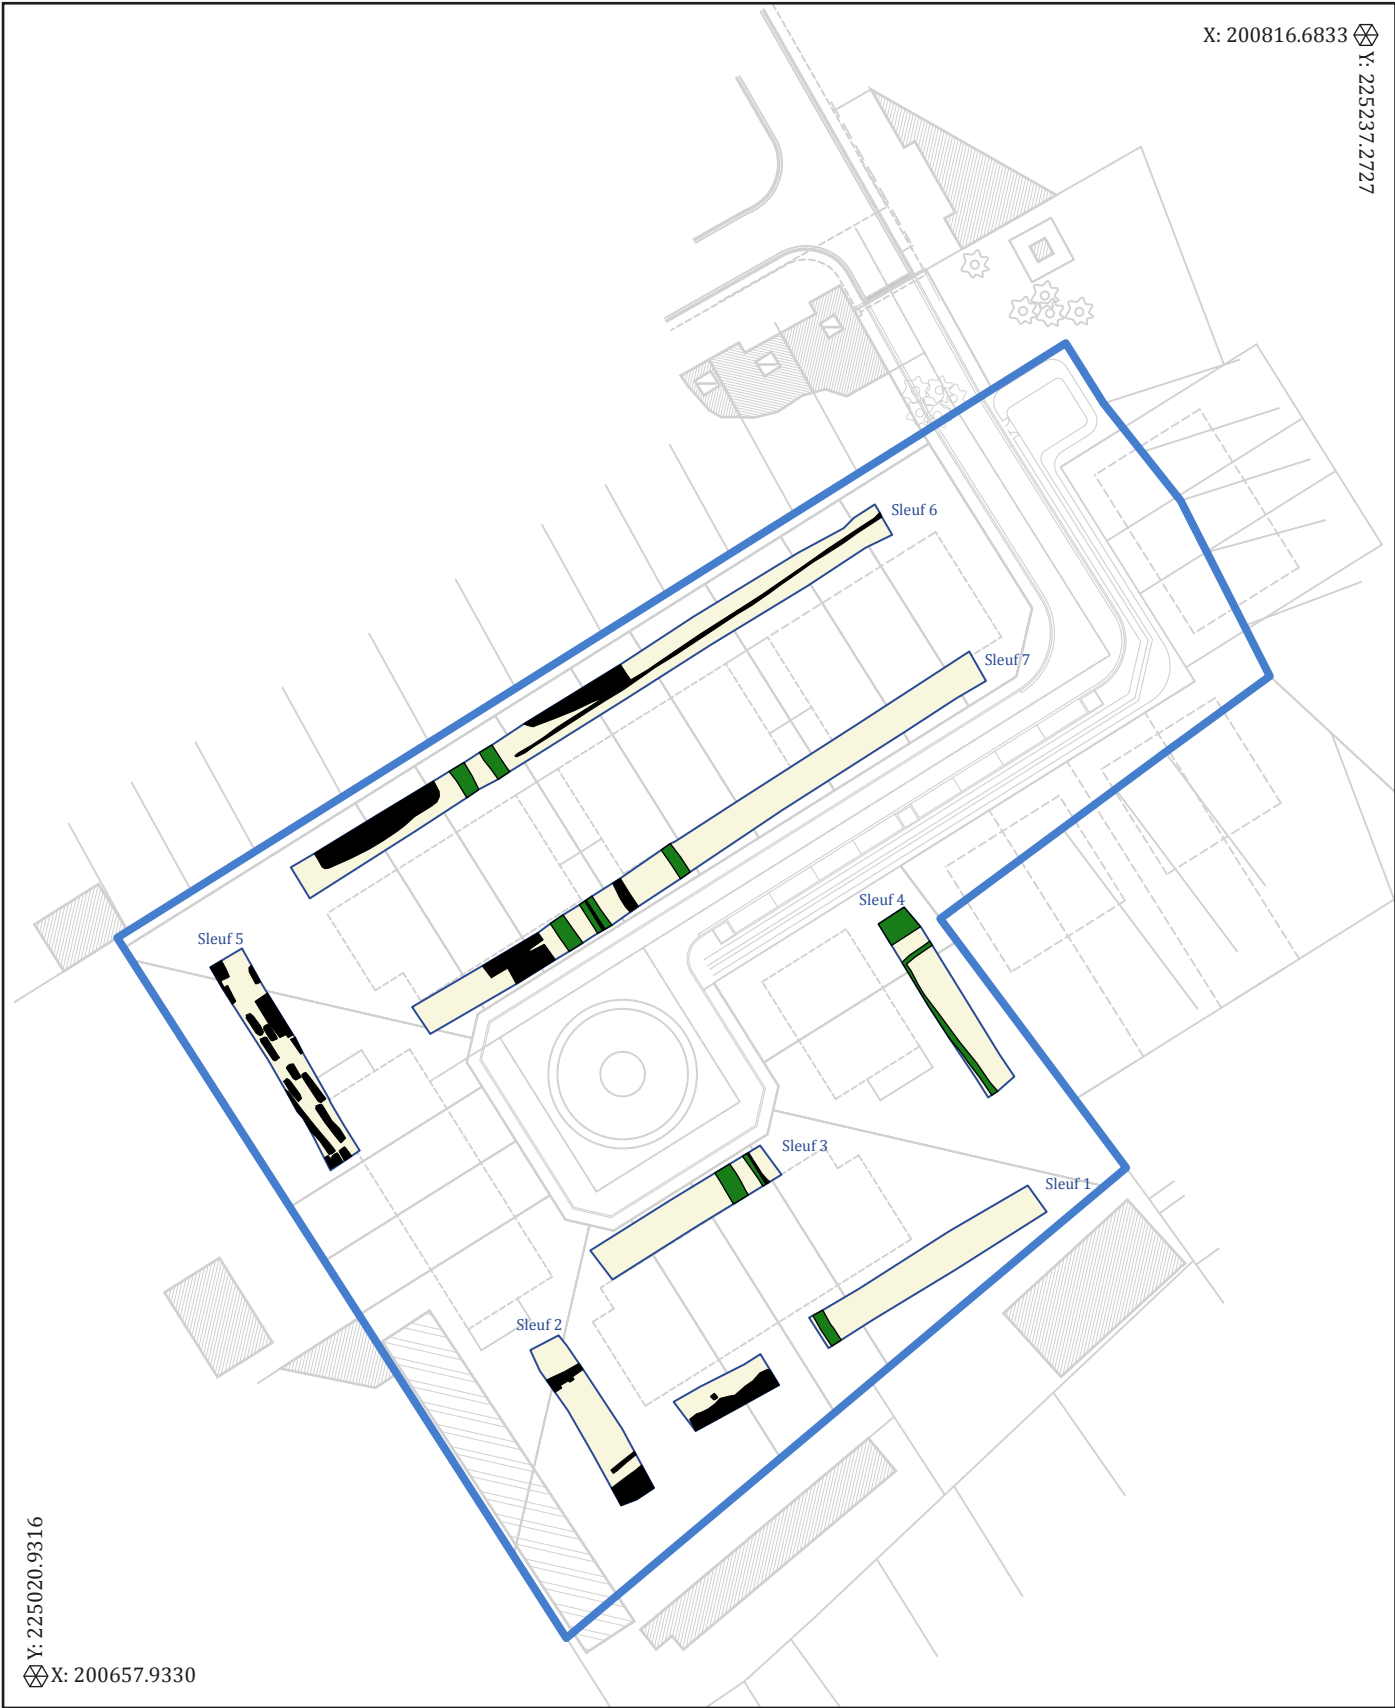 X: 200816.6833
Y: 225237.2727
Sleuf 6
Sleuf 7
Sleuf 4
Sleuf 5
Sleuf 3
Sleuf 1
Sleuf 2
Y: 225020.9316
X: 200657.9330